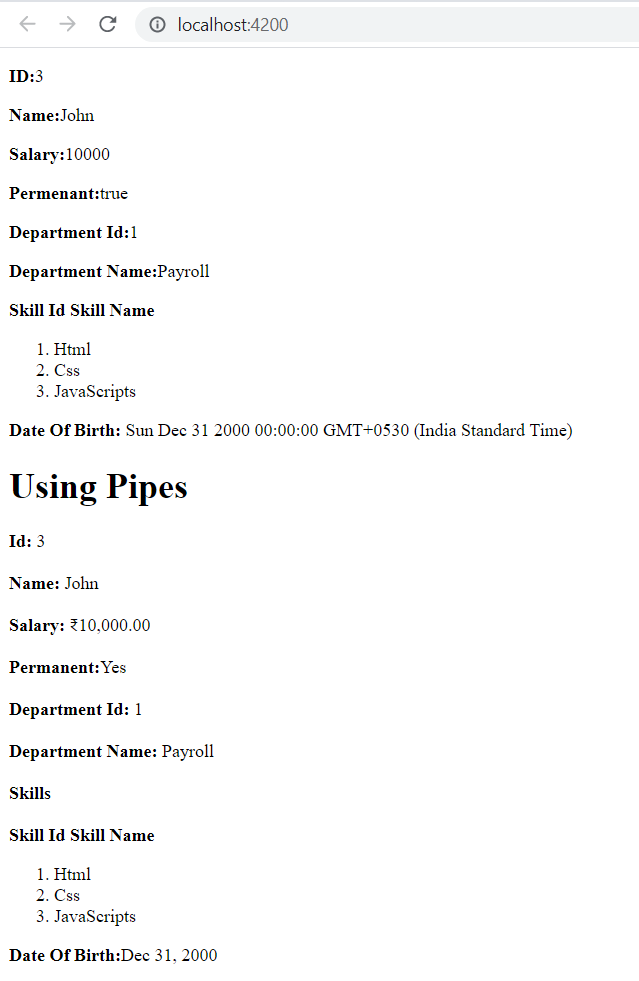 localhost:4200
ID:3
Name:John
Salary:10000
Permenant:true
Department Id:1
Department Name:Payroll
Skill Id Skill Name
1. Html
2. Css
3. JavaScripts
Date Of Birth: Sun Dec 31 2000 00:00:00 GMT+0530 (India Standard Time)
Using Pipes
Id: 3
Name: John
Salary: ₹10,000.00
Permanent:Yes
Department Id: 1
Department Name: Payroll
Skills
Skill Id Skill Name
1. Html
2. Css
3. JavaScripts
Date Of Birth:Dec 31, 2000